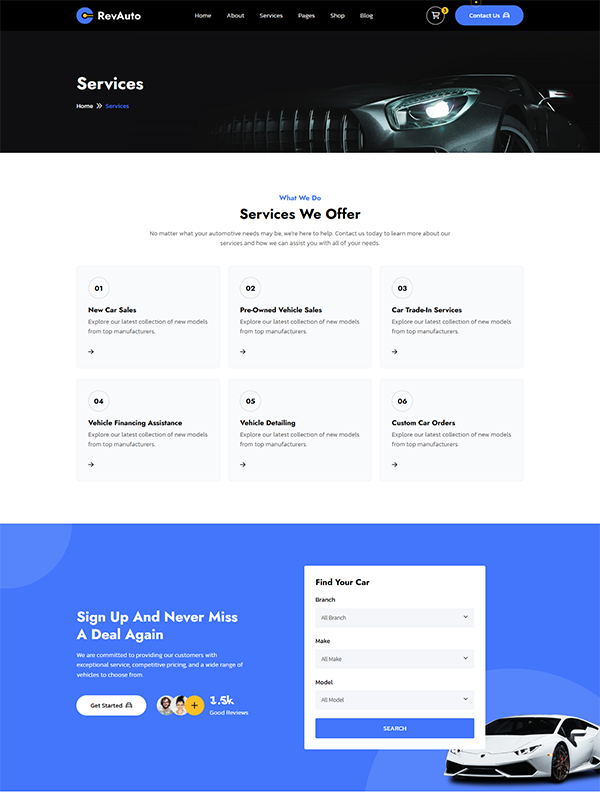 RevAuto
Home About Services Pages Shop Blog
Contact Us
Services
Home Services
What We Do
Services We Offer
No matter what your automotive needs may be, we're here to help. Contact us today to learn more about our
services and how we can assist you with all of your needs.
01
New Car Sales
Explore our latest collection of new models
from top manufacturers.
02
Pre-Owned Vehicle Sales
Explore our latest collection of new models
from top manufacturers.
03
Car Trade-In Services
Explore our latest collection of new models
from top manufacturers.
04
Vehicle Financing Assistance
Explore our latest collection of new models
from top manufacturers.
05
Vehicle Detailing
Explore our latest collection of new models
from top manufacturers.
06
Custom Car Orders
Explore our latest collection of new models
from top manufacturers.
Sign Up And Never Miss
A Deal Again
We are committed to providing our customers with
exceptional service, competitive pricing, and a wide range of
vehicles to choose from.
Get Started
+
1.5k
Good Reviews
Find Your Car
Branch
All Branch
Make
All Make
Model
All Model
SEARCH